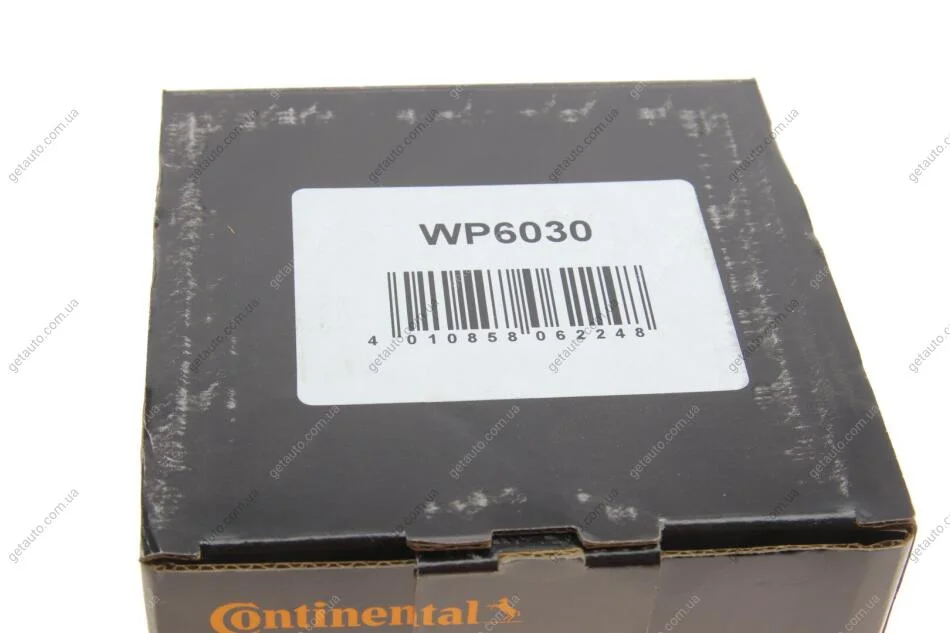 WP6030
4 010858 062248
Continental
getauto.com.ua